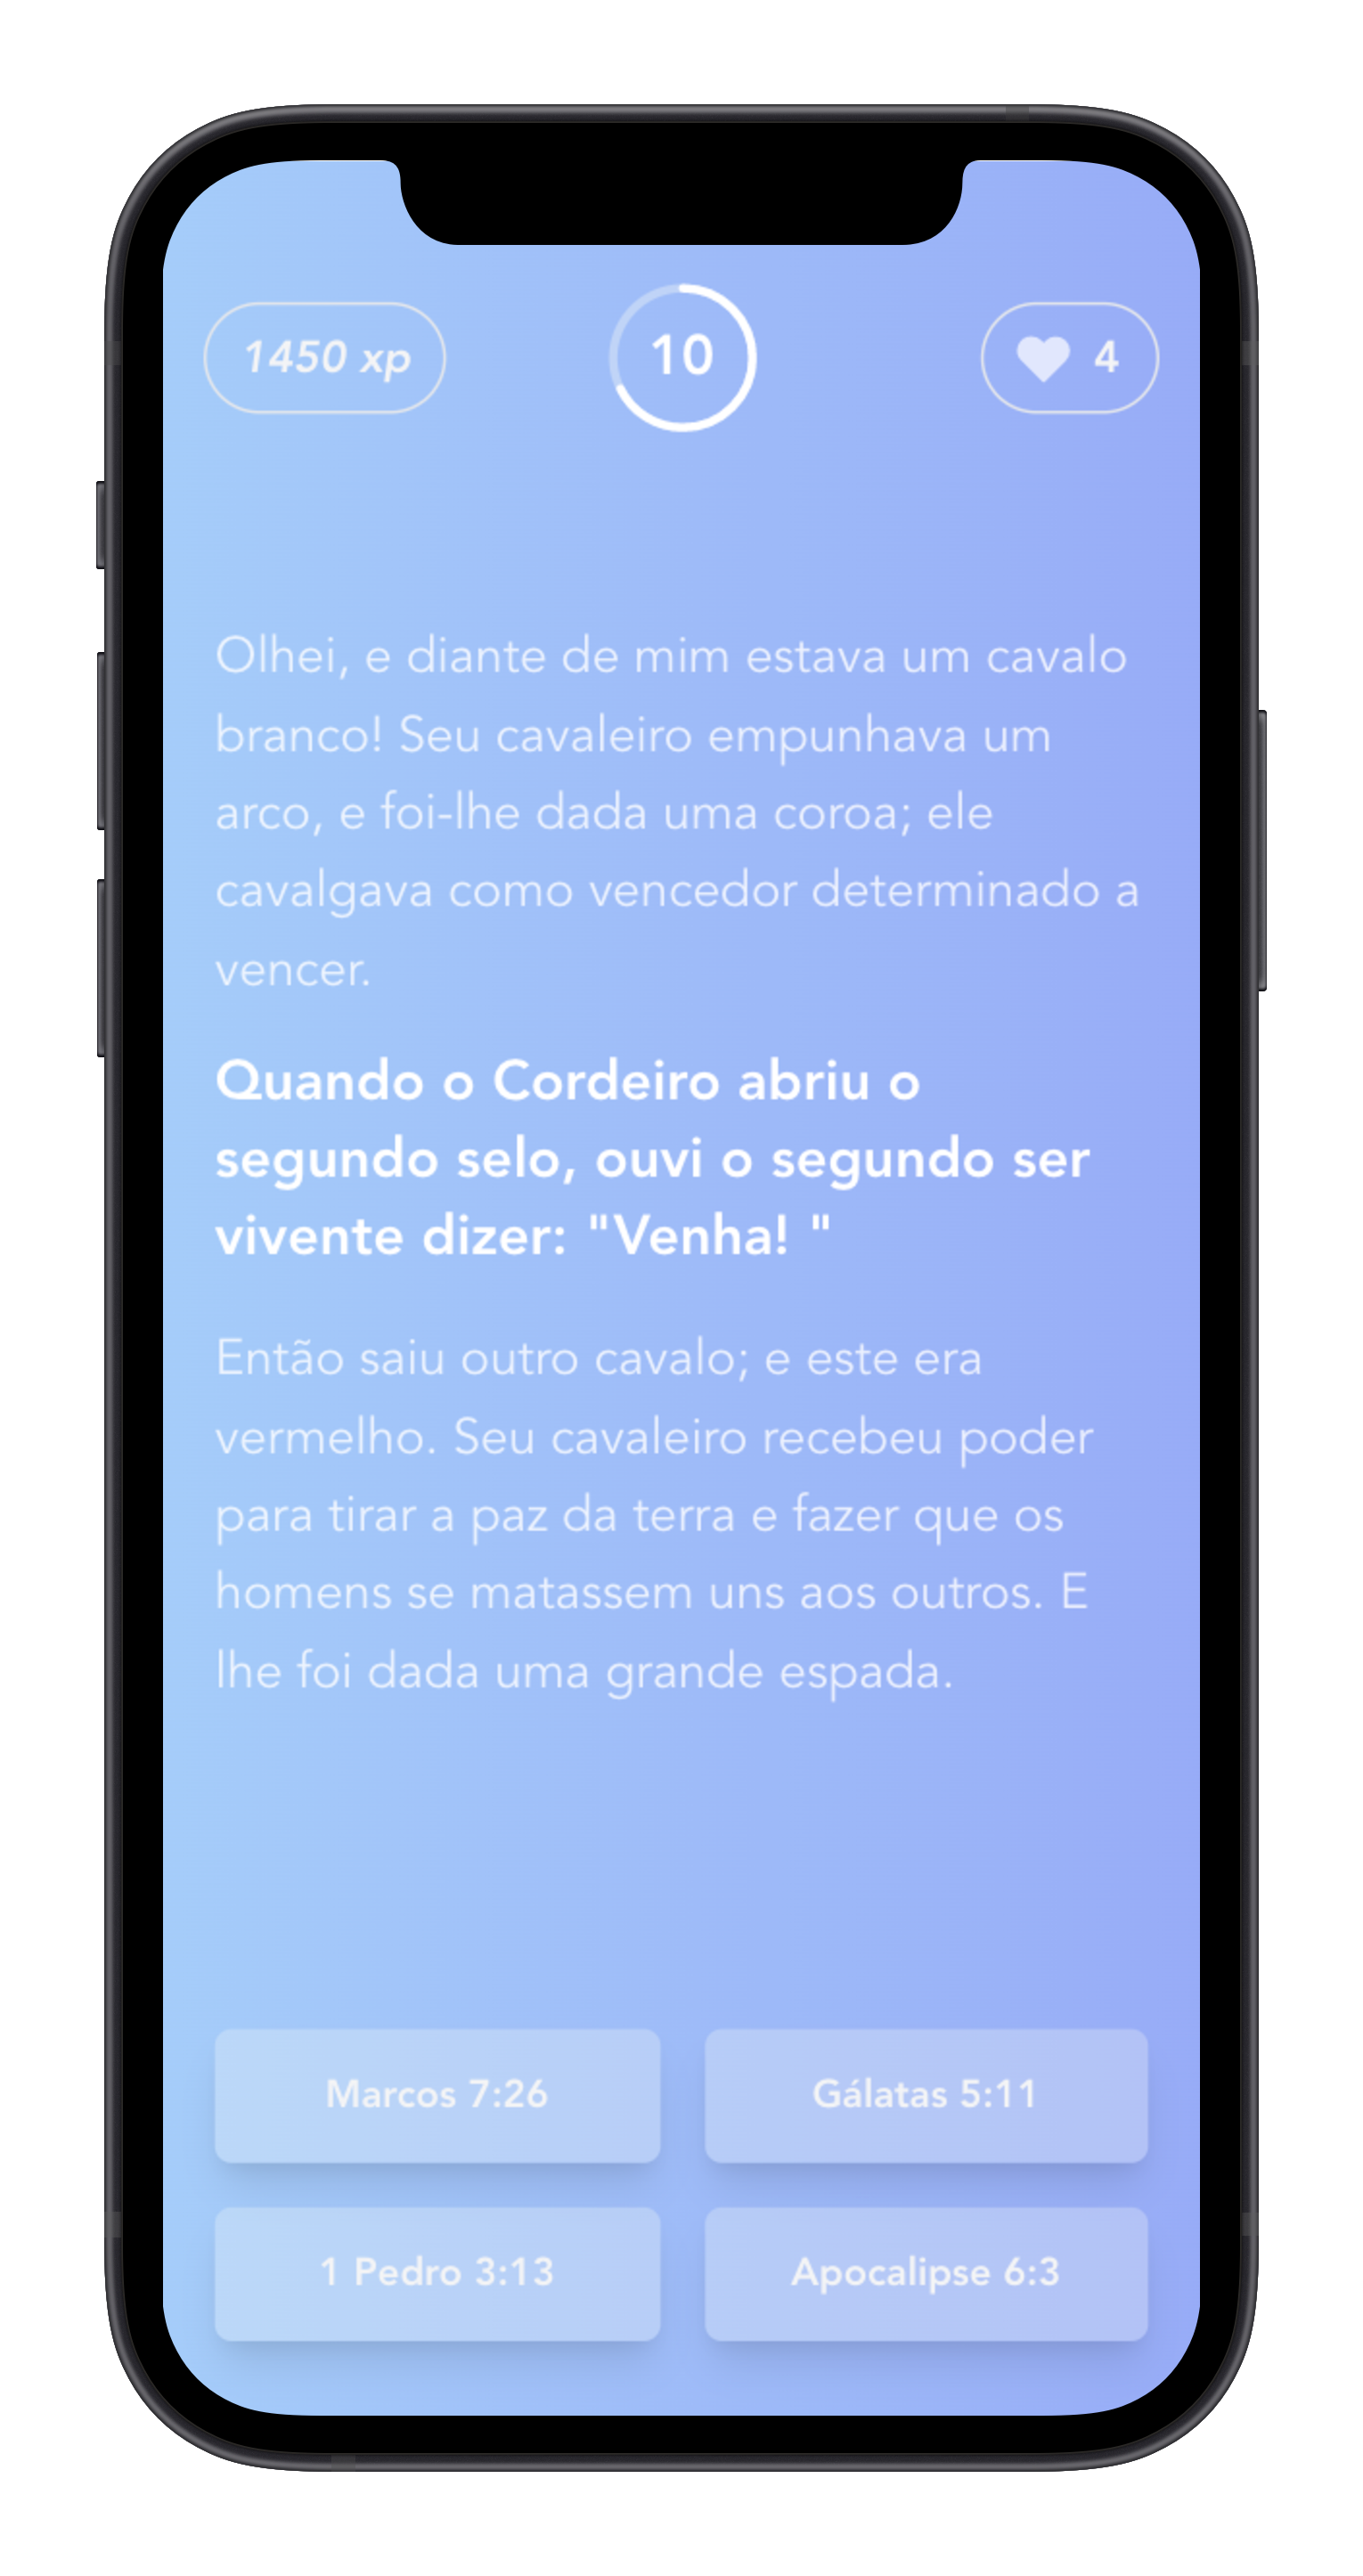 1450 xp
10
4
Olhei, e diante de mim estava um cavalo
branco! Seu cavaleiro empunhava um
arco, e foi-lhe dada uma coroa; ele
cavalgava como vencedor determinado a
vencer.
Quando o Cordeiro abriu o
segundo selo, ouvi o segundo ser
vivente dizer: "Venha! "
Então saiu outro cavalo; e este era
vermelho. Seu cavaleiro recebeu poder
para tirar a paz da terra e fazer que os
homens se matassem uns aos outros. E
lhe foi dada uma grande espada.
Marcos 7:26
Gálatas 5:11
1 Pedro 3:13
Apocalipse 6:3